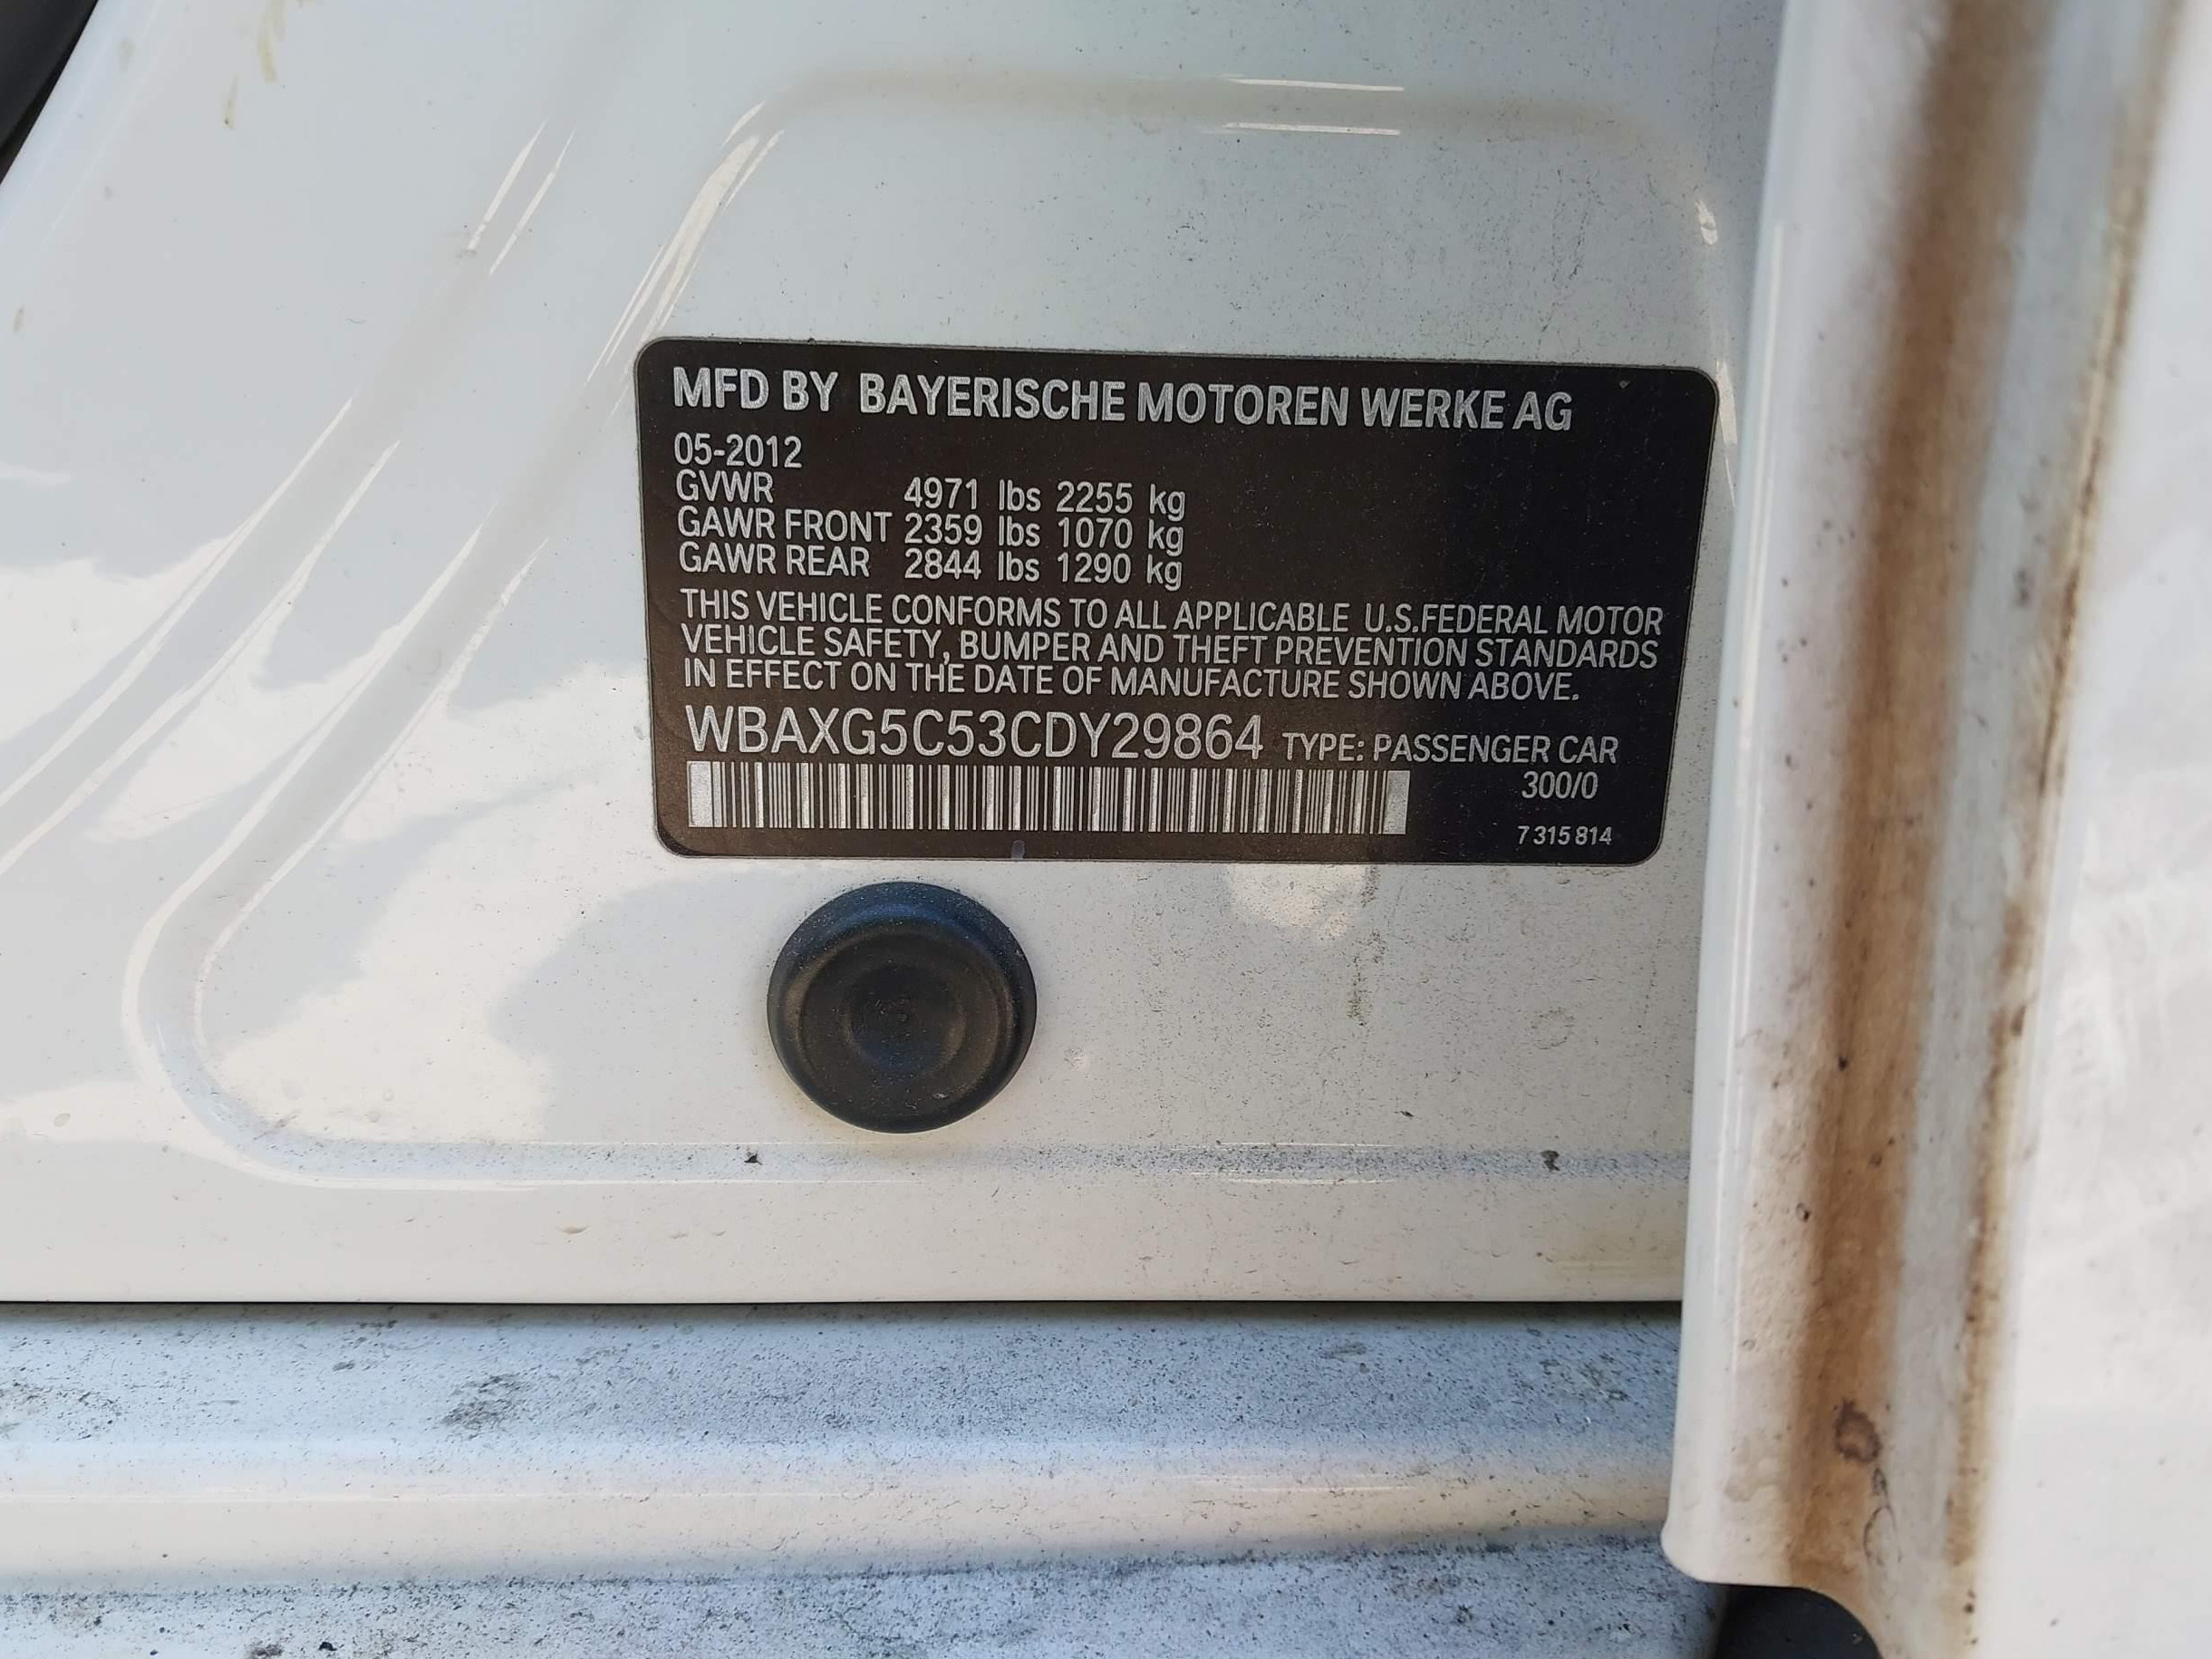 MFD BY BAYERISCHE MOTOREN WERKE AG
05-2012
GVWR 4971 lbs 2255 kg
GAWR FRONT 2359 lbs 1070 kg
GAWR REAR 2844 lbs 1290 kg
THIS VEHICLE CONFORMS TO ALL APPLICABLE U.S.FEDERAL MOTOR
VEHICLE SAFETY, BUMPER AND THEFT PREVENTION STANDARDS
IN EFFECT ON THE DATE OF MANUFACTURE SHOWN ABOVE.
WBAXG5C53CDY29864 TYPE: PASSENGER CAR
300/0
7 315 814